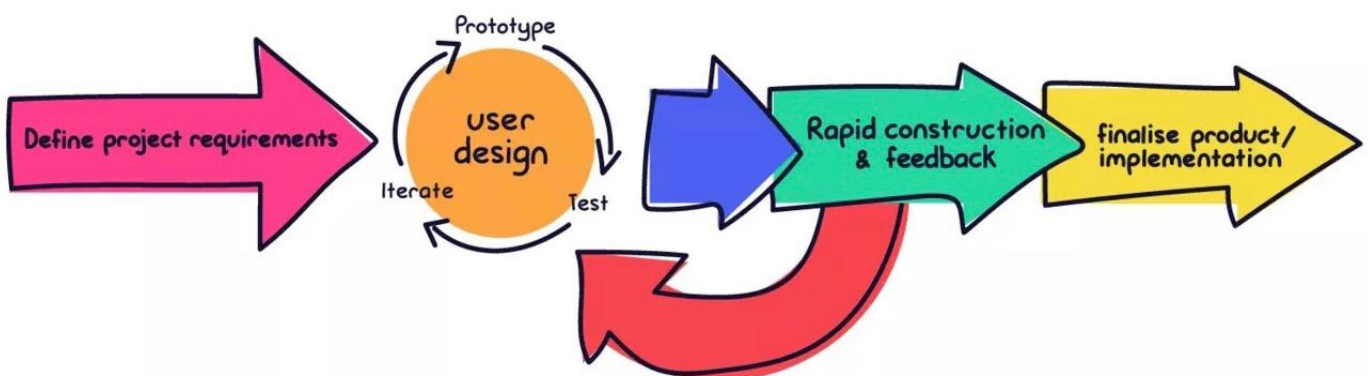 Define project requirements
Prototype
user
design
Iterate
Test
Rapid construction
& feedback
finalise product/
implementation